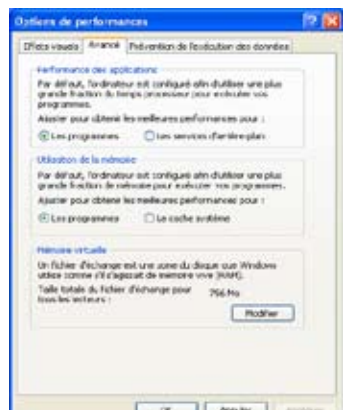 Options de performances
Effets visuels Avancé Prévention de l'exécution des données
Performance des applications
Par défaut, l'ordinateur est configuré afin d'utiliser une plus
grande fraction du temps processeur pour exécuter vos
programmes.
Ajuster pour obtenir les meilleures performances pour :
Les programmes Les services d'arrière-plan
Utilisation de la mémoire
Par défaut, l'ordinateur est configuré afin d'utiliser une plus
grande fraction de mémoire pour exécuter vos programmes.
Ajuster pour obtenir les meilleures performances pour :
Les programmes Le cache système
Mémoire virtuelle
Un fichier d'échange est une zone du disque que Windows
utilise comme s'il s'agissait de mémoire vive (RAM).
Taille totale du fichier d'échange pour 756 Mo
tous les lecteurs :
Modifier
OK Annuler